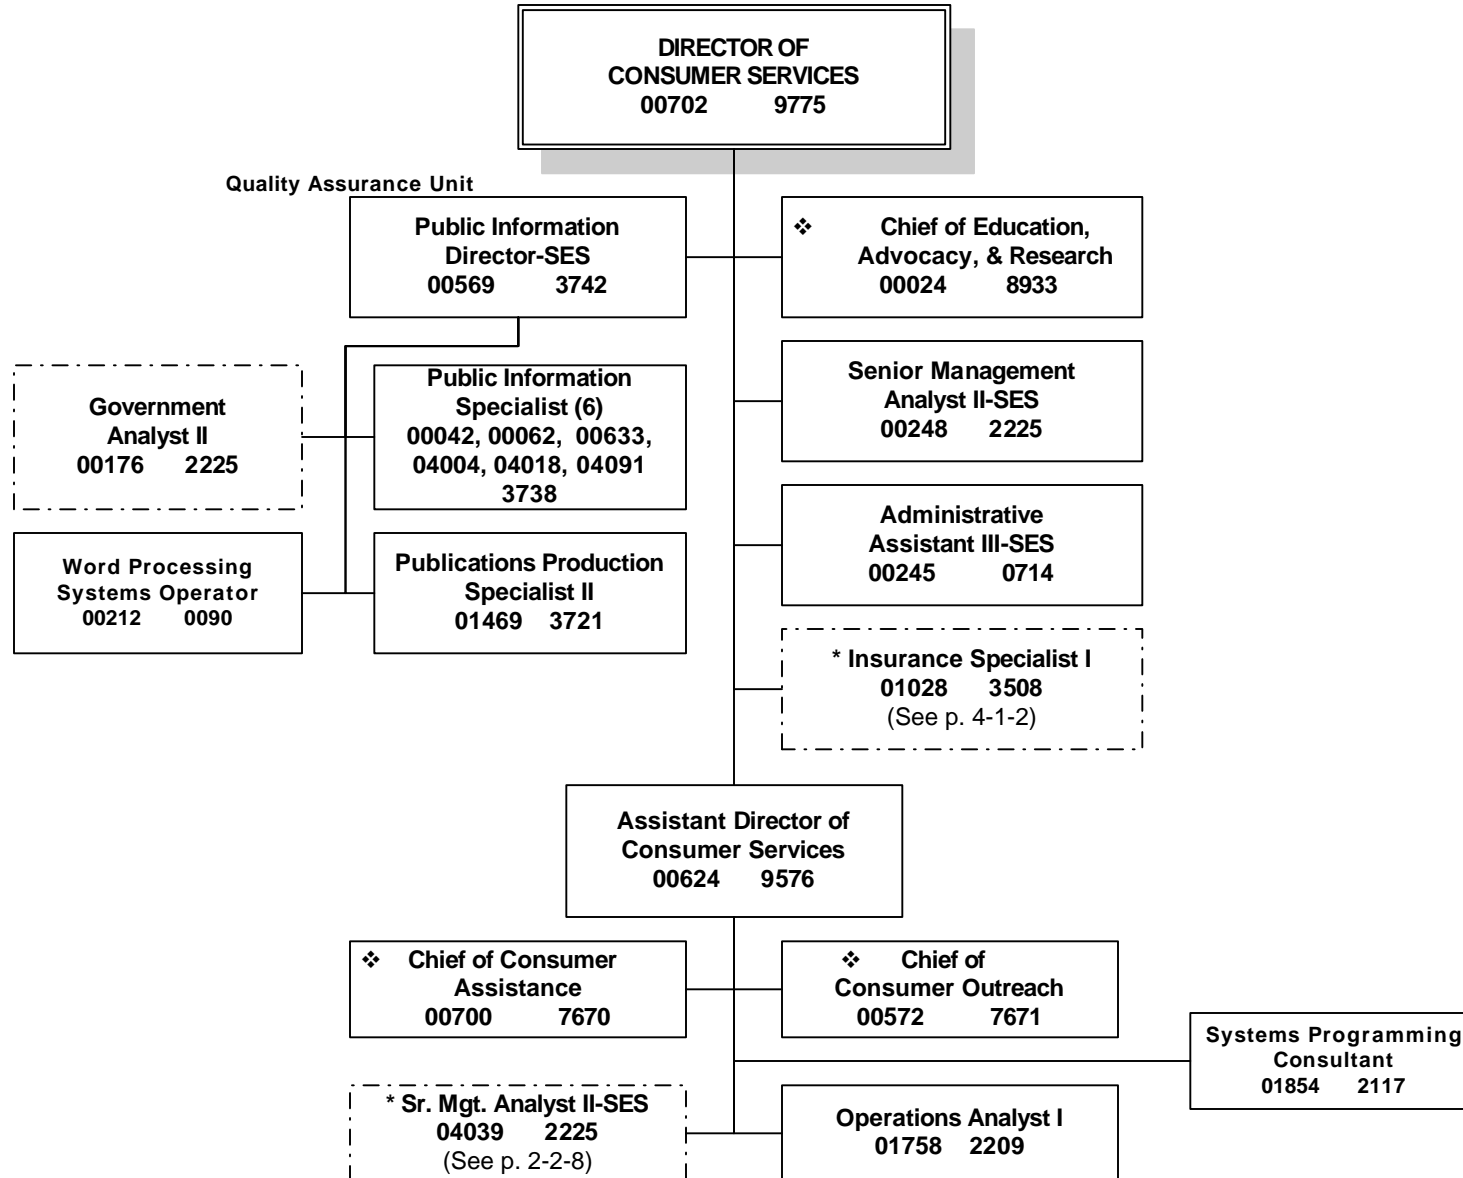 DIRECTOR OF
CONSUMER SERVICES
00702 9775
Quality Assurance Unit
Public Information
Director-SES
00569 3742
❖ Chief of Education,
Advocacy, & Research
00024 8933
Government
Analyst II
00176 2225
Public Information
Specialist (6)
00042, 00062, 00633,
04004, 04018, 04091
3738
Senior Management
Analyst II-SES
00248 2225
Word Processing
Systems Operator
00212 0090
Publications Production
Specialist II
01469 3721
Administrative
Assistant III-SES
00245 0714
* Insurance Specialist I
01028 3508
(See p. 4-1-2)
Assistant Director of
Consumer Services
00624 9576
❖ Chief of Consumer
Assistance
00700 7670
❖ Chief of
Consumer Outreach
00572 7671
Systems Programming
Consultant
01854 2117
* Sr. Mgt. Analyst II-SES
04039 2225
(See p. 2-2-8)
Operations Analyst I
01758 2209